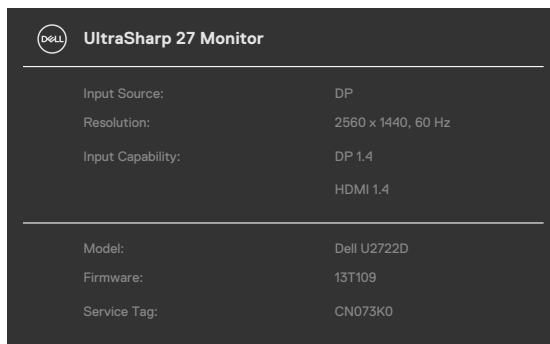 DELL UltraSharp 27 Monitor
Input Source: DP
Resolution: 2560 x 1440, 60 Hz
Input Capability: DP 1.4
HDMI 1.4
Model: Dell U2722D
Firmware: 13T109
Service Tag: CN073K0